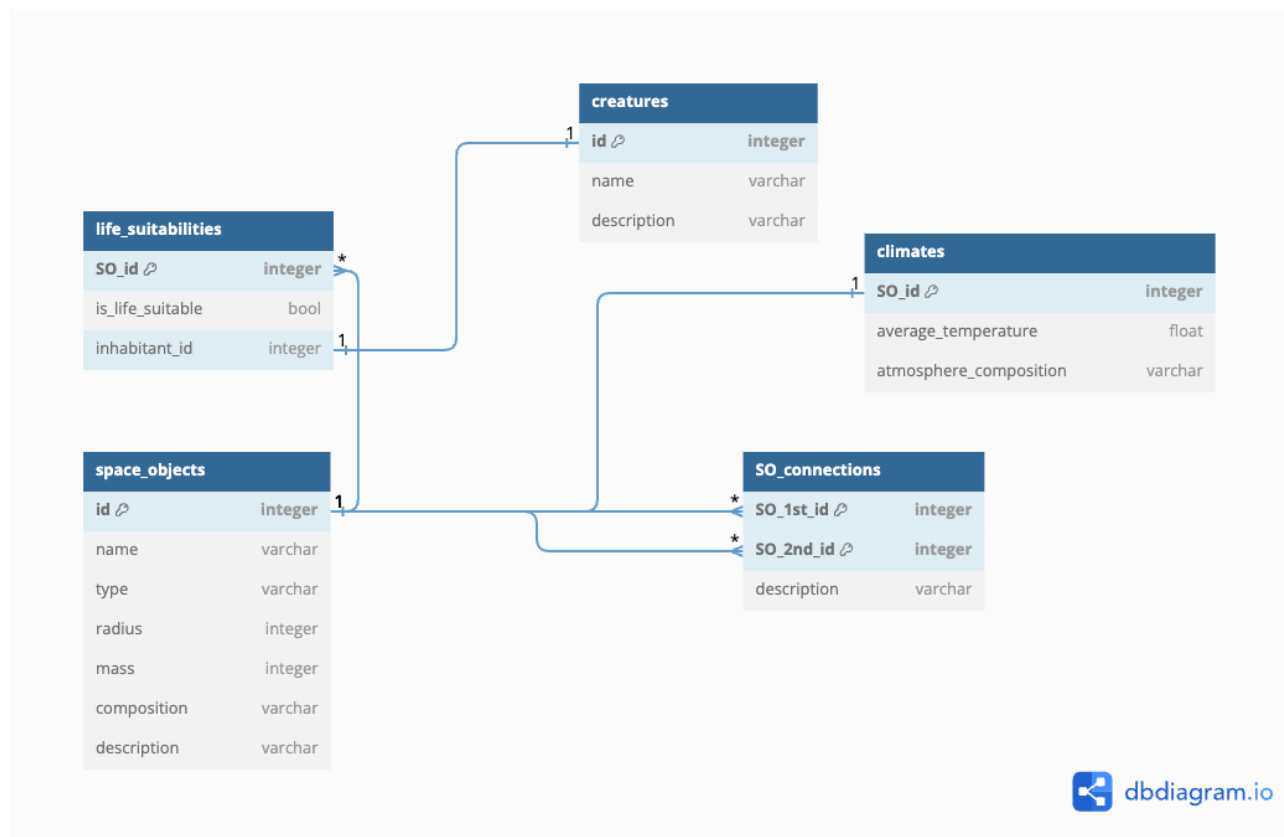 creatures
1
id integer
name varchar
description varchar
life_suitabilities
SO_id integer
*
is_life_suitable bool
inhabitant_id integer
1
climates
1
SO_id integer
average_temperature float
atmosphere_composition varchar
space_objects
id integer
1
name varchar
type varchar
radius integer
mass integer
composition varchar
description varchar
SO_connections
*
SO_1st_id integer
*
SO_2nd_id integer
description varchar
dbdiagram.io